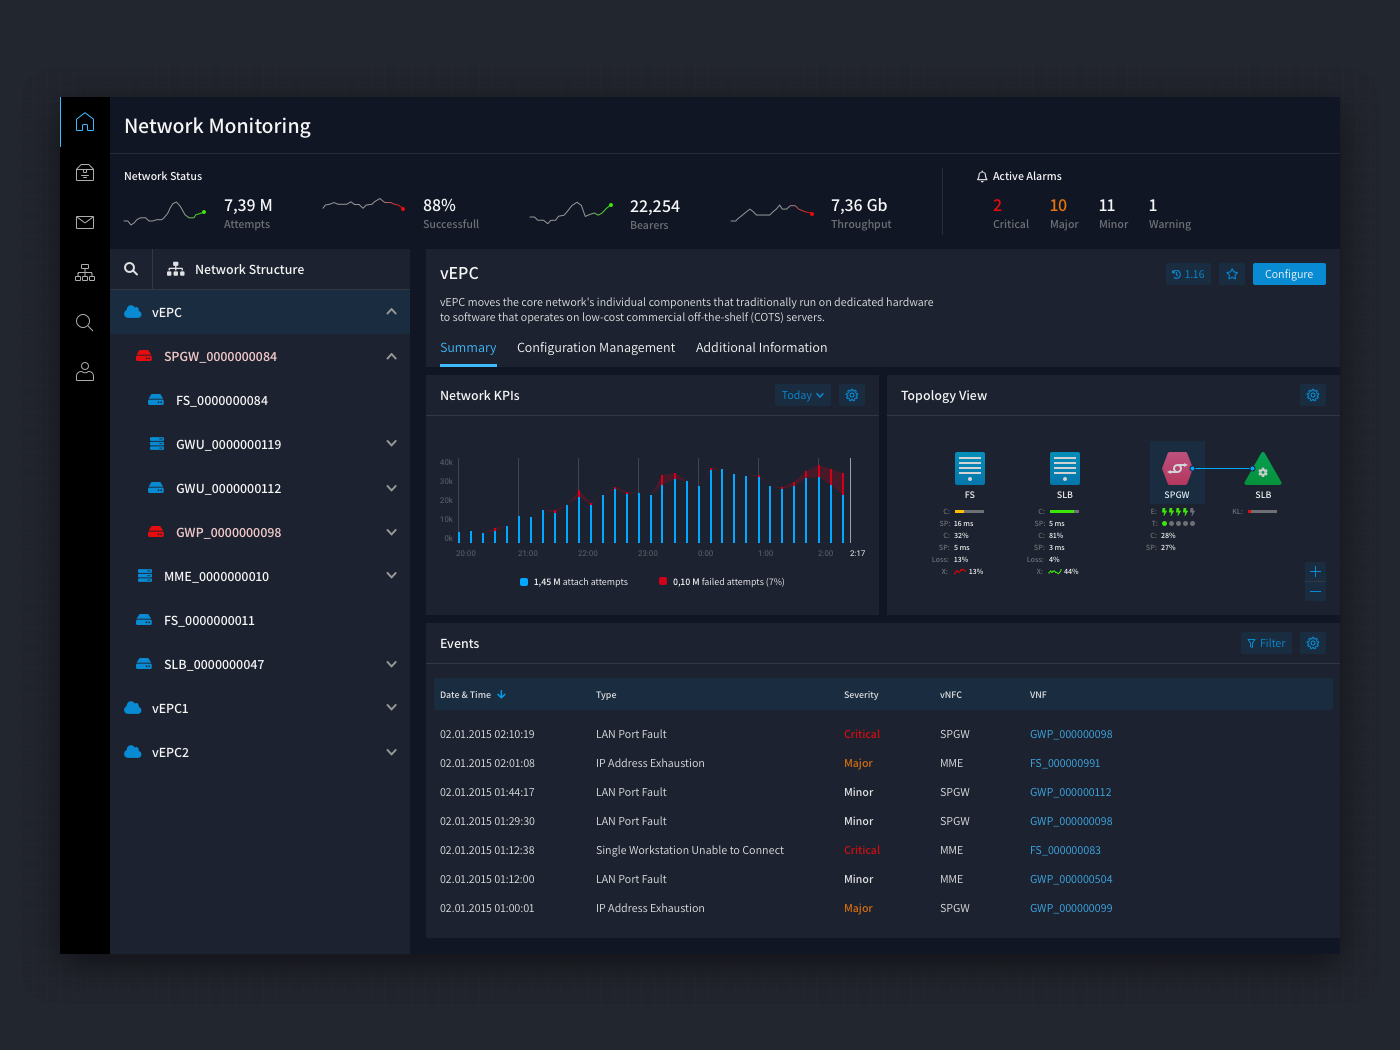 Network Monitoring
Network Status
7,39 M
Attempts
88%
Successfull
22,254
Bearers
7,36 Gb
Throughput
Active Alarms
2
Critical
10
Major
11
Minor
1
Warning
Network Structure
vEPC
SPGW_0000000084
FS_0000000084
GWU_0000000119
GWU_0000000112
GWP_0000000098
MME_0000000010
FS_0000000011
SLB_0000000047
vEPC1
vEPC2
vEPC
1.16
Configure
vEPC moves the core network's individual components that traditionally run on dedicated hardware
to software that operates on low-cost commercial off-the-shelf (COTS) servers.
Summary Configuration Management Additional Information
Network KPIs
Today
40k
30k
20k
10k
0k
20:00 21:00 22:00 23:00 0:00 1:00 2:00 2:17
1,45 M attach attempts
0,10 M failed attempts (7%)
Topology View
FS
C:
SP: 16 ms
C: 32%
SP: 5 ms
Loss: 13%
X: 13%
SLB
C:
SP: 5 ms
C: 81%
SP: 3 ms
Loss: 4%
X: 44%
SPGW
E:
T:
C: 28%
SP: 27%
SLB
KL:
+
−
Events
Filter
Date & Time Type Severity vNFC VNF
02.01.2015 02:10:19 LAN Port Fault Critical SPGW GWP_000000098
02.01.2015 02:01:08 IP Address Exhaustion Major MME FS_000000991
02.01.2015 01:44:17 LAN Port Fault Minor SPGW GWP_000000112
02.01.2015 01:29:30 LAN Port Fault Minor SPGW GWP_000000098
02.01.2015 01:12:38 Single Workstation Unable to Connect Critical MME FS_000000083
02.01.2015 01:12:00 LAN Port Fault Minor MME GWP_000000504
02.01.2015 01:00:01 IP Address Exhaustion Major SPGW GWP_000000099